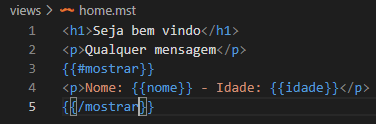 views > home.mst
1 <h1>Seja bem vindo</h1>
2 <p>Qualquer mensagem</p>
3 {{#mostrar}}
4 <p>Nome: {{nome}} - Idade: {{idade}}</p>
5 {{/mostrar}}